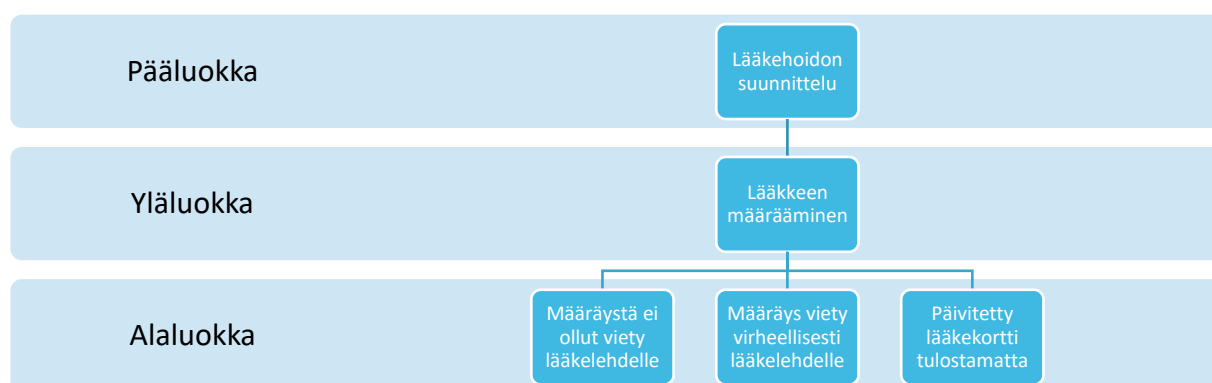 Pääluokka
Lääkehoidon
suunnittelu
Yläluokka
Lääkkeen
määrääminen
Alaluokka
Määräystä ei
ollut viety
lääkelehdelle
Määräys viety
virheellisesti
lääkelehdelle
Päivitetty
lääkekortti
tulostamatta